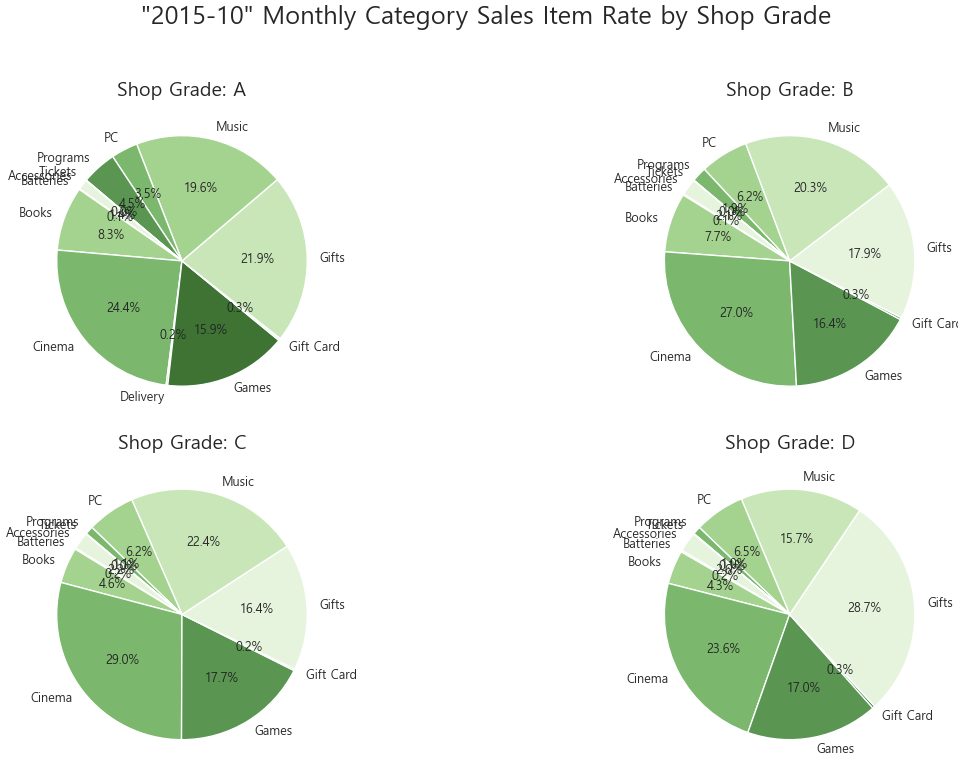 "2015-10" Monthly Category Sales Item Rate by Shop Grade
Shop Grade: A
Music
PC
Programs
Tickets
Accessories
Batteries
Books
Cinema
Delivery
Games
Gift Card
Gifts
19.6%
3.5%
4.5%
8.3%
24.4%
0.2%
15.9%
0.3%
21.9%
Shop Grade: B
Music
PC
Programs
Tickets
Accessories
Batteries
Books
Cinema
Games
Gift Card
Gifts
20.3%
6.2%
0.1%
7.7%
27.0%
16.4%
0.3%
17.9%
Shop Grade: C
Music
PC
Programs
Tickets
Accessories
Batteries
Books
Cinema
Games
Gift Card
Gifts
22.4%
6.2%
0.2%
4.6%
29.0%
17.7%
0.2%
16.4%
Shop Grade: D
Music
PC
Programs
Tickets
Accessories
Batteries
Books
Cinema
Games
Gift Card
Gifts
15.7%
6.5%
0.2%
4.3%
23.6%
17.0%
0.3%
28.7%